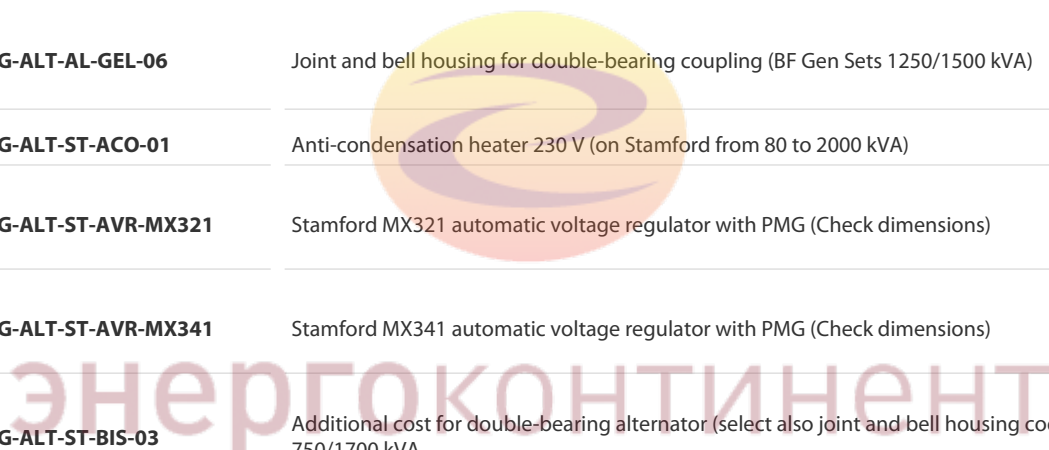 G-ALT-AL-GEL-06 Joint and bell housing for double-bearing coupling (BF Gen Sets 1250/1500 kVA)
G-ALT-ST-ACO-01 Anti-condensation heater 230 V (on Stamford from 80 to 2000 kVA)
G-ALT-ST-AVR-MX321 Stamford MX321 automatic voltage regulator with PMG (Check dimensions)
G-ALT-ST-AVR-MX341 Stamford MX341 automatic voltage regulator with PMG (Check dimensions)
энергоконтинент
G-ALT-ST-BIS-03 Additional cost for double-bearing alternator (select also joint and bell housing co
750/1700 kVA